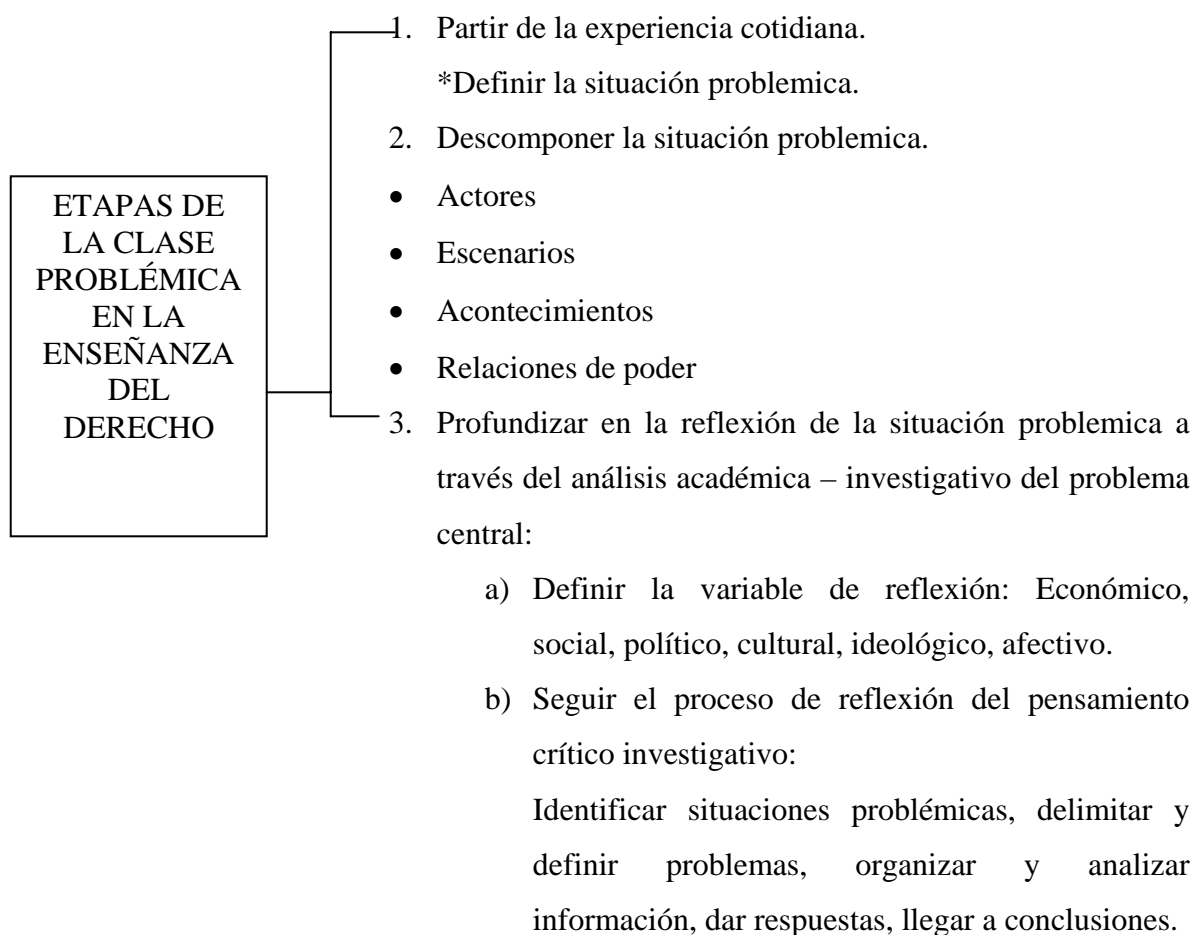 ETAPAS DE
LA CLASE
PROBLÉMICA
EN LA
ENSEÑANZA
DEL
DERECHO
1. Partir de la experiencia cotidiana.
*Definir la situación problemica.
2. Descomponer la situación problemica.
• Actores
• Escenarios
• Acontecimientos
• Relaciones de poder
3. Profundizar en la reflexión de la situación problemica a
través del análisis académica – investigativo del problema
central:
a) Definir la variable de reflexión: Económico,
social, político, cultural, ideológico, afectivo.
b) Seguir el proceso de reflexión del pensamiento
crítico investigativo:
Identificar situaciones problémicas, delimitar y
definir problemas, organizar y analizar
información, dar respuestas, llegar a conclusiones.